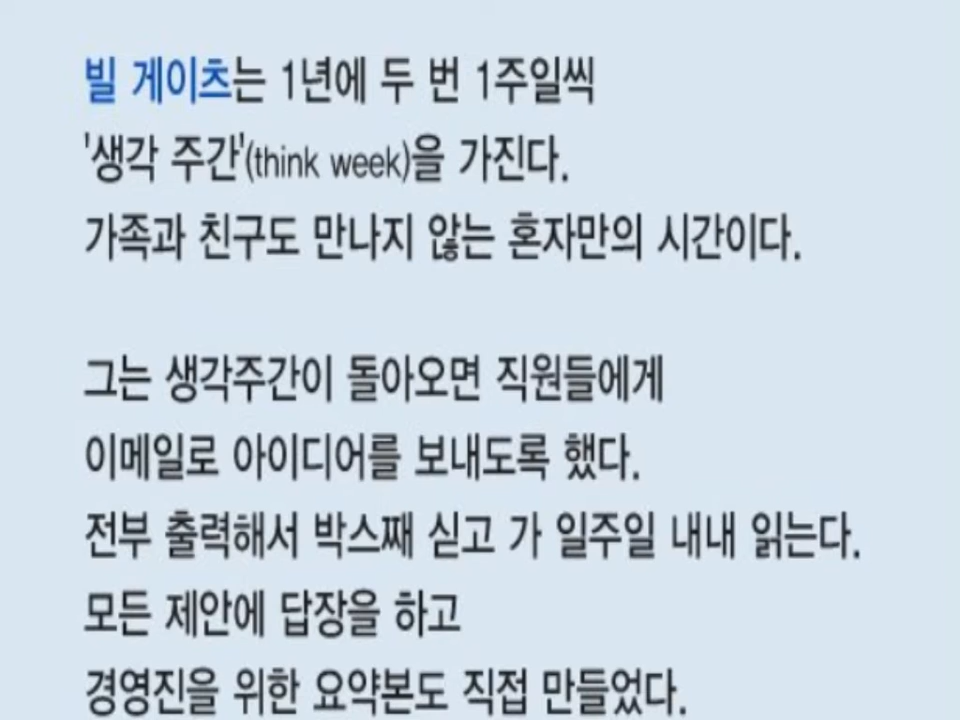 빌 게이츠는 1년에 두 번 1주일씩
'생각 주간'(think week)을 가진다.
가족과 친구도 만나지 않는 혼자만의 시간이다.
그는 생각주간이 돌아오면 직원들에게
이메일로 아이디어를 보내도록 했다.
전부 출력해서 박스째 싣고 가 일주일 내내 읽는다.
모든 제안에 답장을 하고
경영진을 위한 요약본도 직접 만들었다.